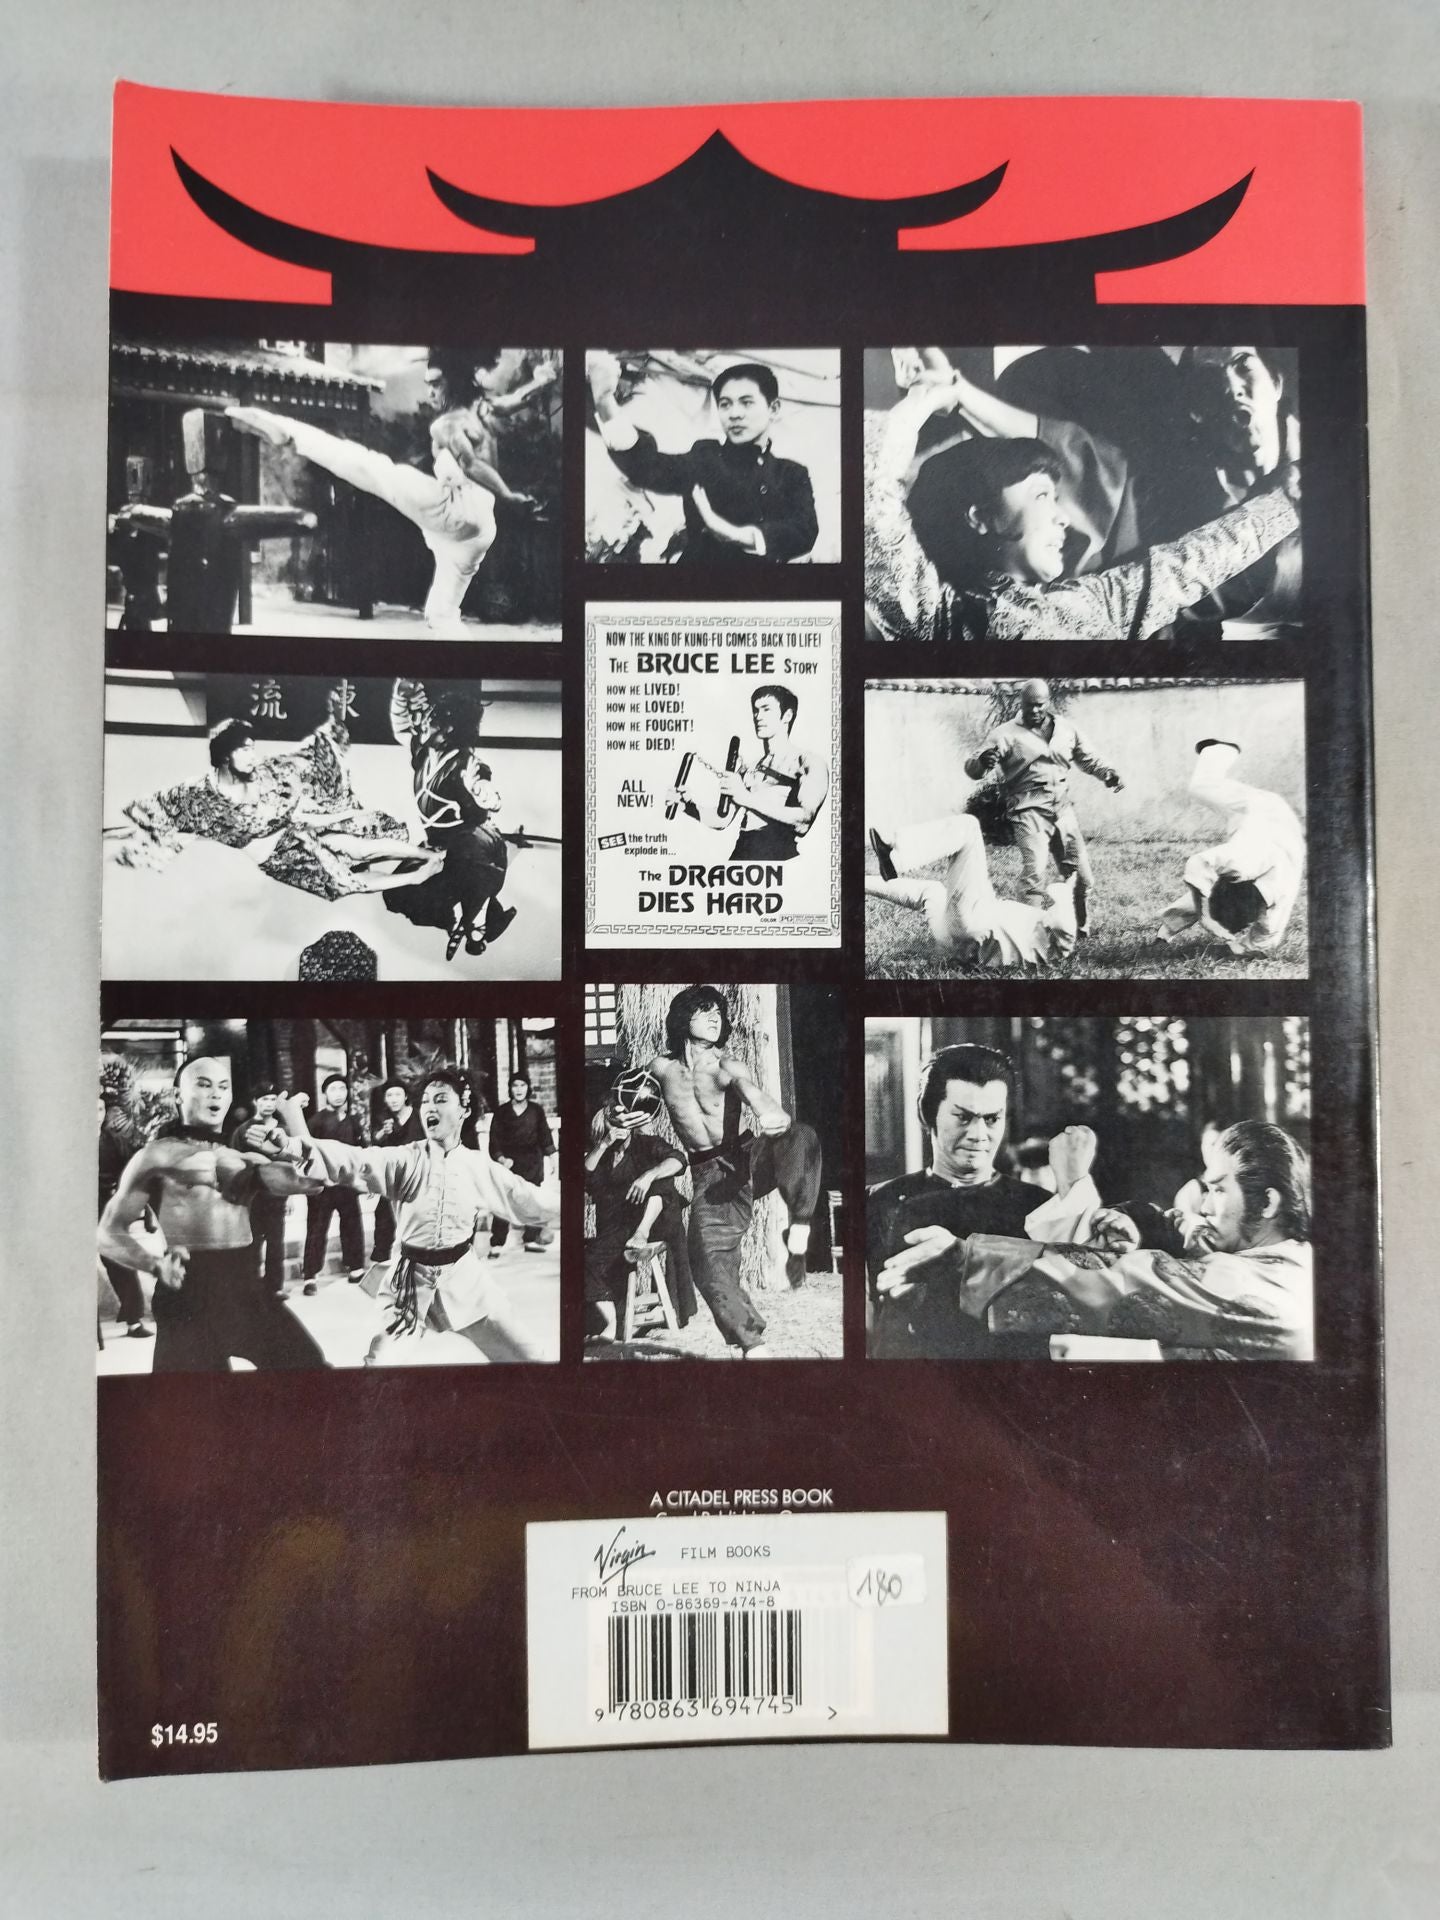 流 東
NOW THE KING OF KUNG-FU COMES BACK TO LIFE!
THE BRUCE LEE STORY
HOW HE LIVED!
HOW HE LOVED!
HOW HE FOUGHT!
HOW HE DIED!
ALL
NEW!
SEE the truth
explode in...
The DRAGON
DIES HARD
COLOR PG
A CITADEL PRESS BOOK
Virgin FILM BOOKS
FROM BRUCE LEE TO NINJA
180
ISBN 0-86369-474-8
9 780863 694745 >
$14.95